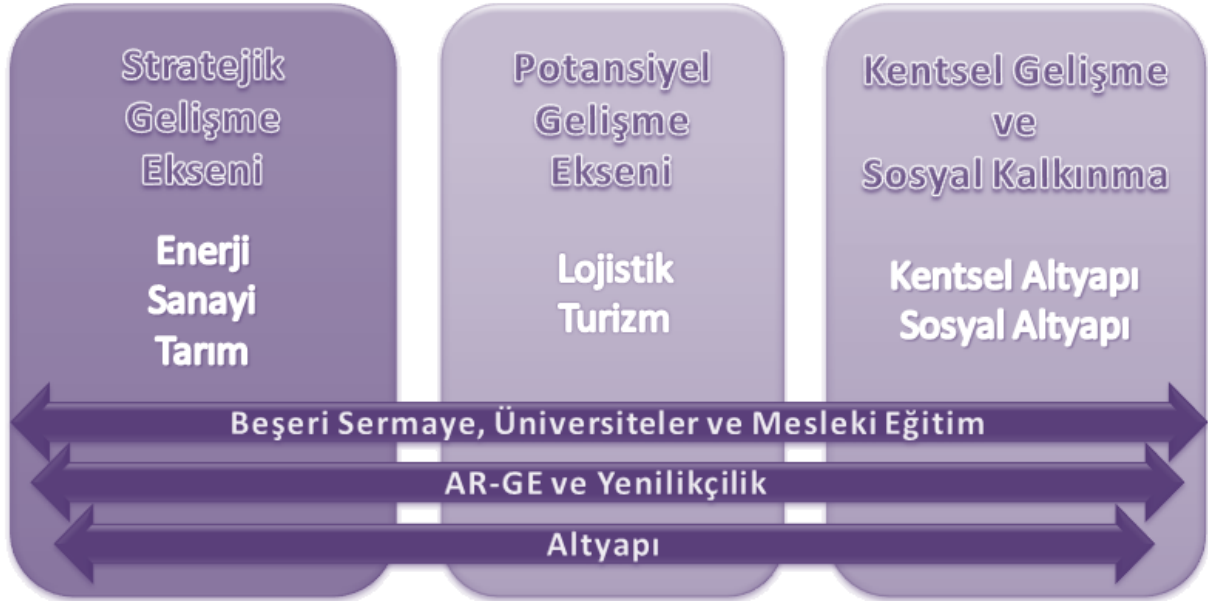 Stratejik
Gelişme
Ekseni
Enerji
Sanayi
Tarım
Potansiyel
Gelişme
Ekseni
Lojistik
Turizm
Kentsel Gelişme
ve
Sosyal Kalkınma
Kentsel Altyapı
Sosyal Altyapı
Beşeri Sermaye, Üniversiteler ve Mesleki Eğitim
AR-GE ve Yenilikçilik
Altyapı